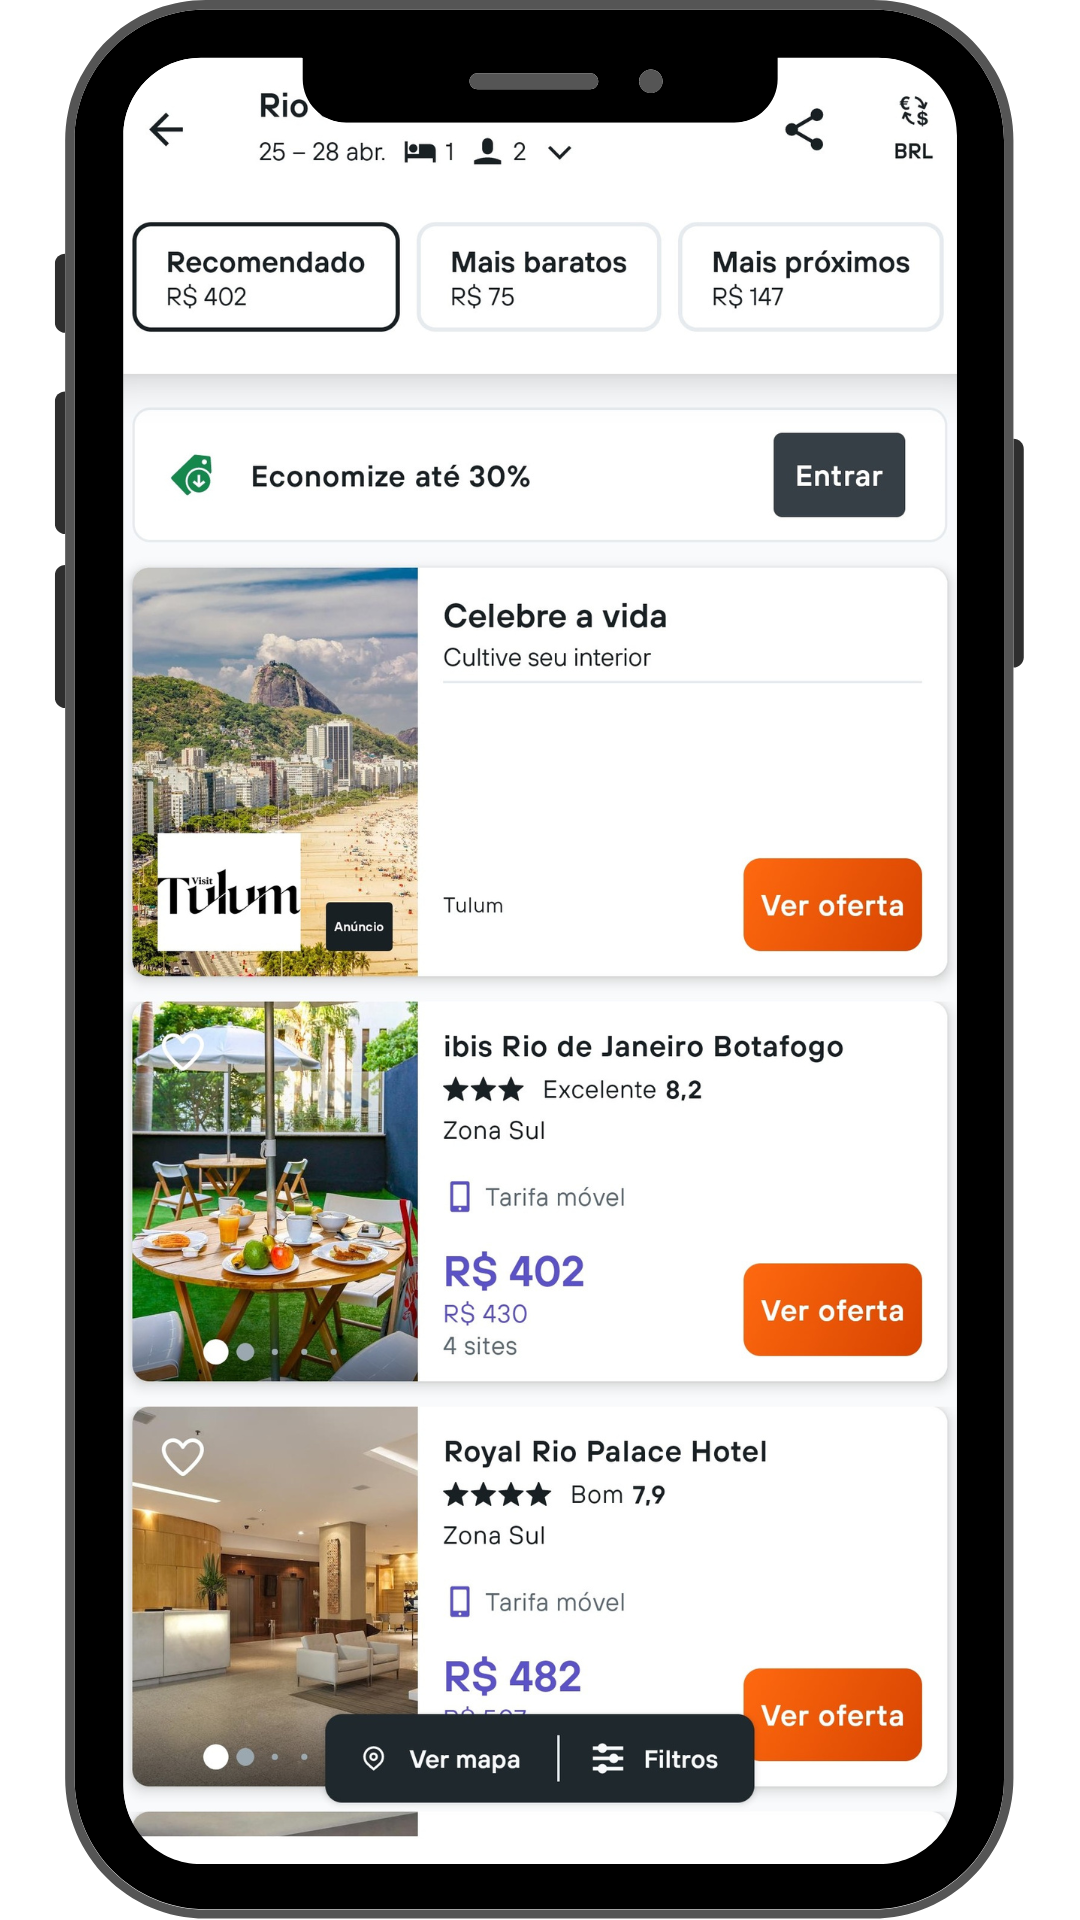 Rio
25 – 28 abr. 1 2
€ $
BRL
Recomendado
R$ 402
Mais baratos
R$ 75
Mais próximos
R$ 147
Economize até 30%
Entrar
Celebre a vida
Cultive seu interior
Visit
Tulum
Anúncio
Tulum
Ver oferta
ibis Rio de Janeiro Botafogo
Excelente 8,2
Zona Sul
Tarifa móvel
R$ 402
R$ 430
4 sites
Ver oferta
Royal Rio Palace Hotel
Bom 7,9
Zona Sul
Tarifa móvel
R$ 482
Ver oferta
Ver mapa
Filtros